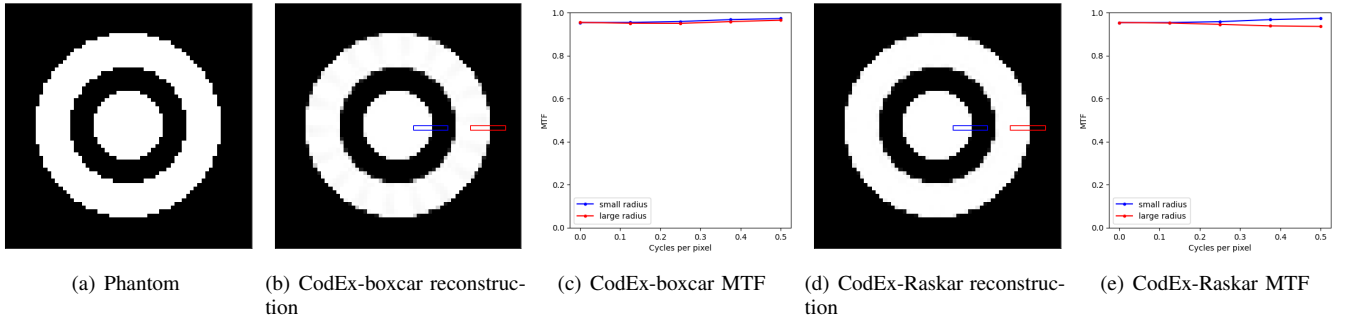 1.0
0.8
0.6
0.4
0.2
0.0
MTF
small radius
large radius
0.0 0.1 0.2 0.3 0.4 0.5
Cycles per pixel
1.0
0.8
0.6
0.4
0.2
0.0
MTF
small radius
large radius
0.0 0.1 0.2 0.3 0.4 0.5
Cycles per pixel
(a) Phantom
(b) CodEx-boxcar reconstruc-
tion
(c) CodEx-boxcar MTF
(d) CodEx-Raskar reconstruc-
tion
(e) CodEx-Raskar MTF